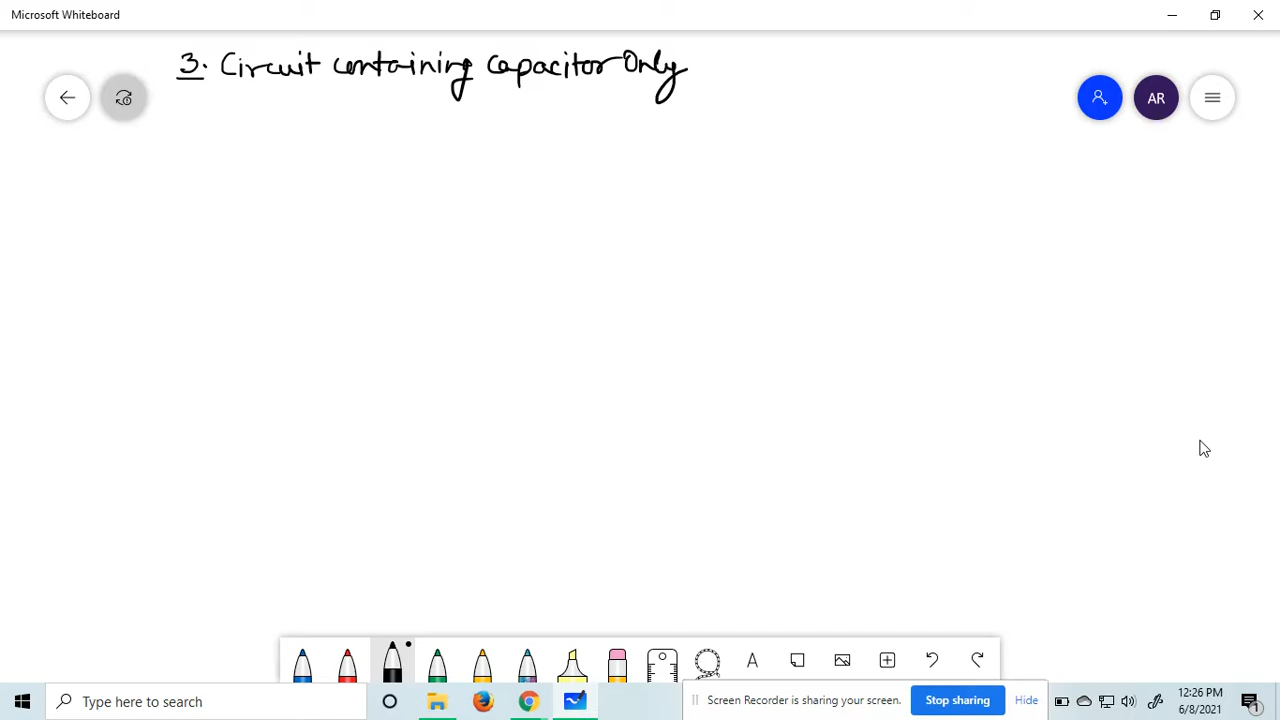 Microsoft Whiteboard
3. Circuit containing Capacitor Only
AR
A
Type here to search
Screen Recorder is sharing your screen.
Stop sharing
Hide
12:26 PM
6/8/2021
1